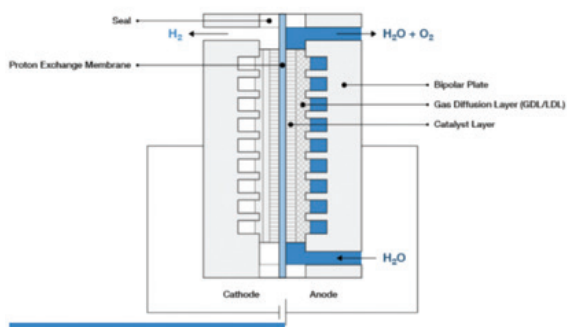 Seal
H₂
H₂O + O₂
Proton Exchange Membrane
Bipolar Plate
Gas Diffusion Layer (GDL/LDL)
Catalyst Layer
H₂O
Cathode
Anode